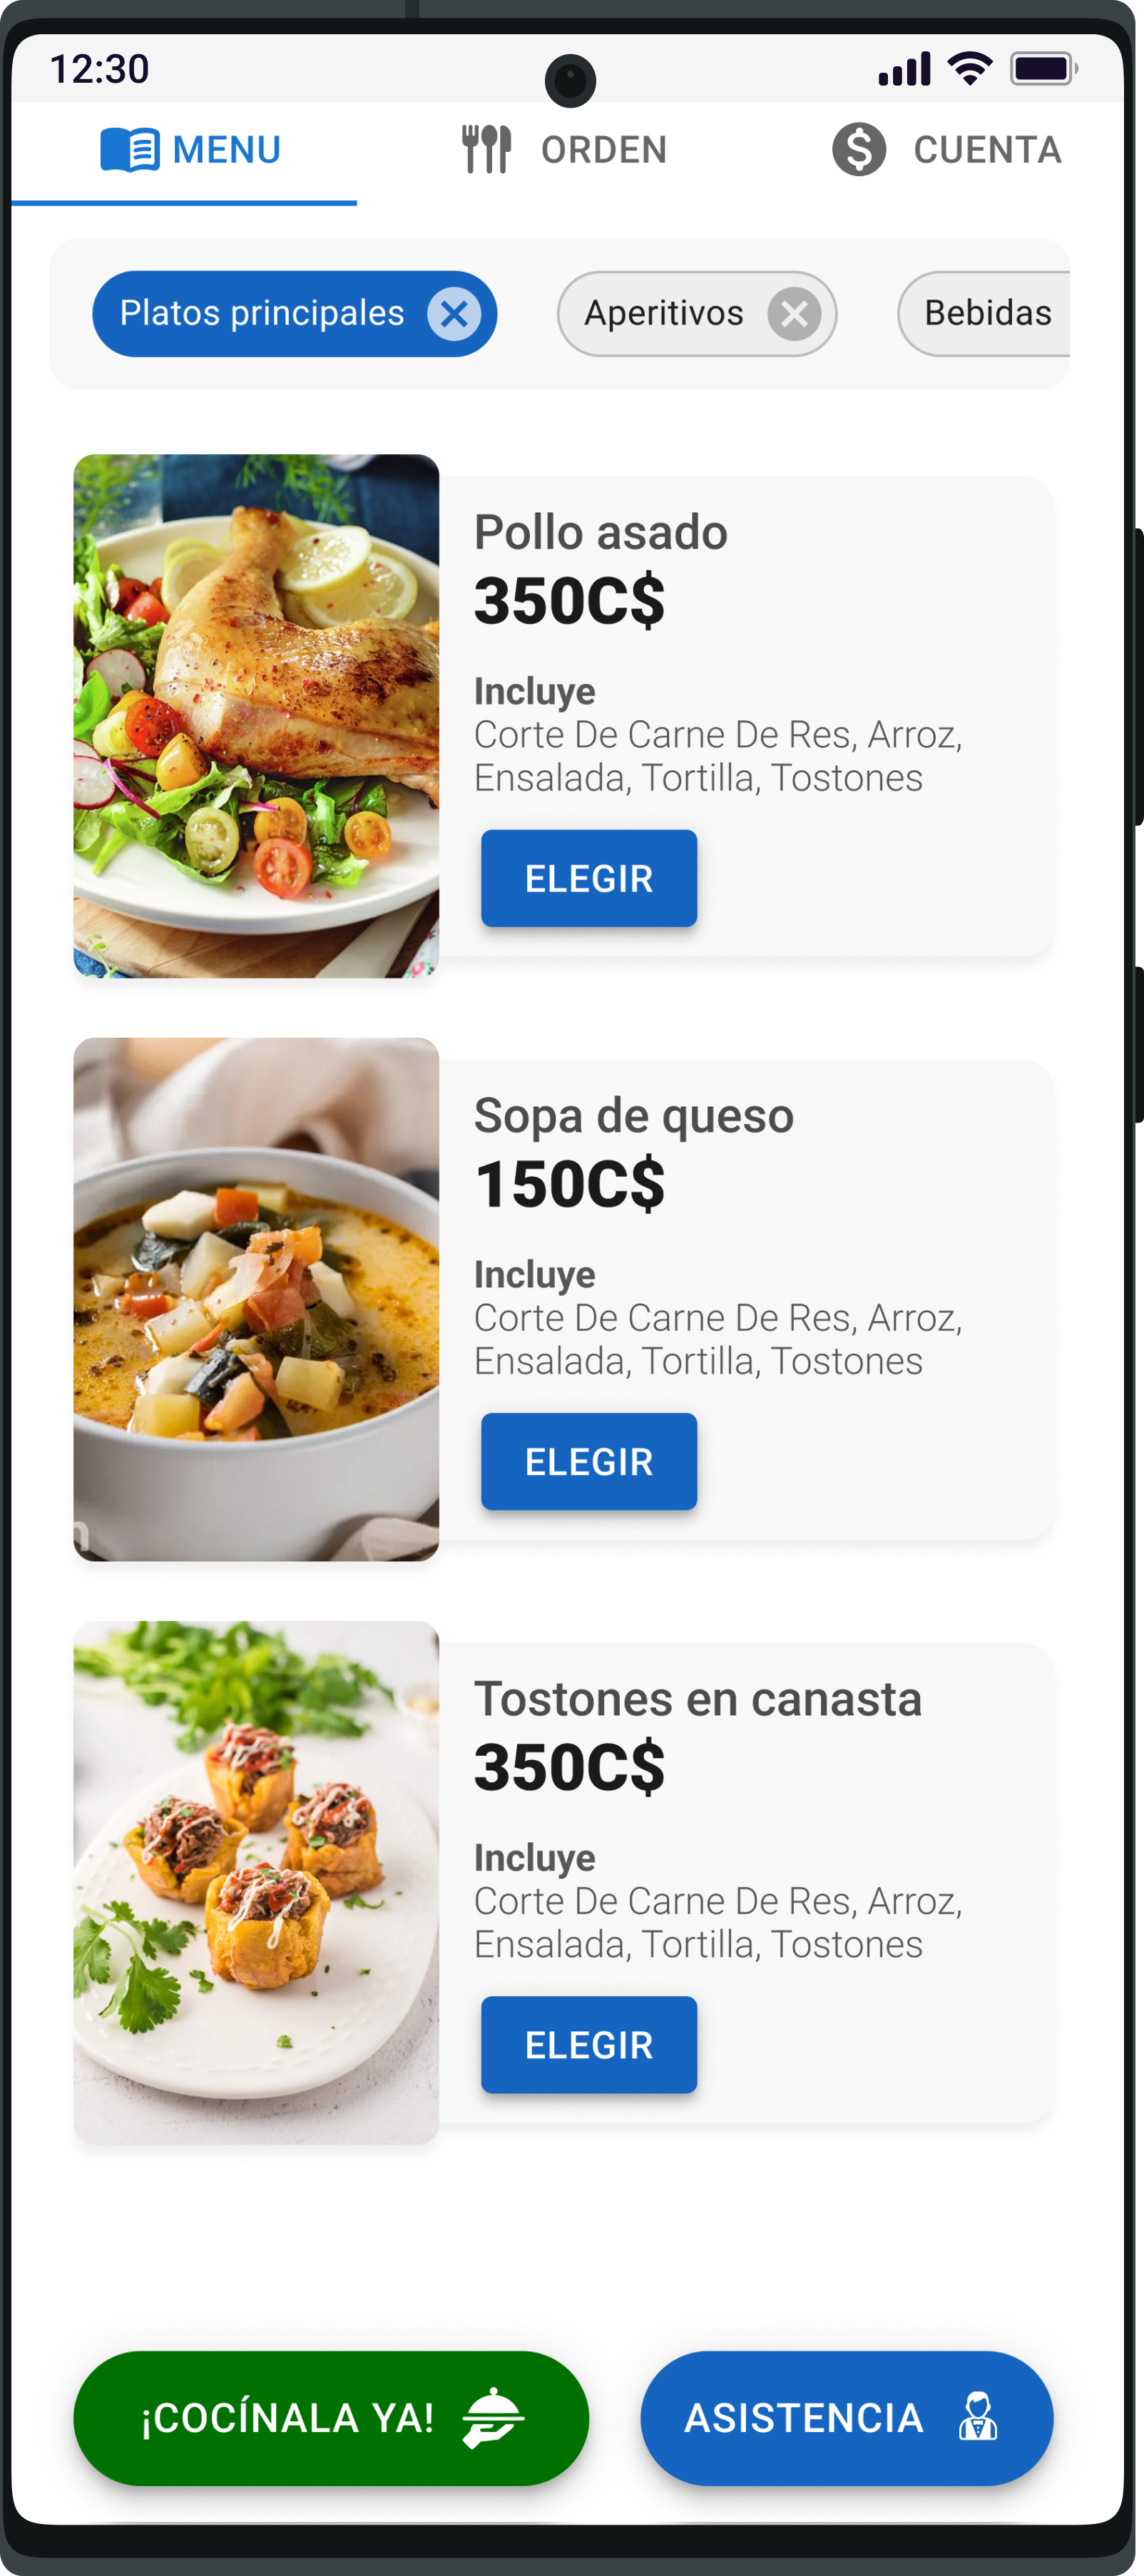 12:30
MENU
ORDEN
CUENTA
Platos principales
Aperitivos
Bebidas
Pollo asado
350C$
Incluye
Corte De Carne De Res, Arroz,
Ensalada, Tortilla, Tostones
ELEGIR
Sopa de queso
150C$
Incluye
Corte De Carne De Res, Arroz,
Ensalada, Tortilla, Tostones
ELEGIR
Tostones en canasta
350C$
Incluye
Corte De Carne De Res, Arroz,
Ensalada, Tortilla, Tostones
ELEGIR
¡COCÍNALA YA!
ASISTENCIA